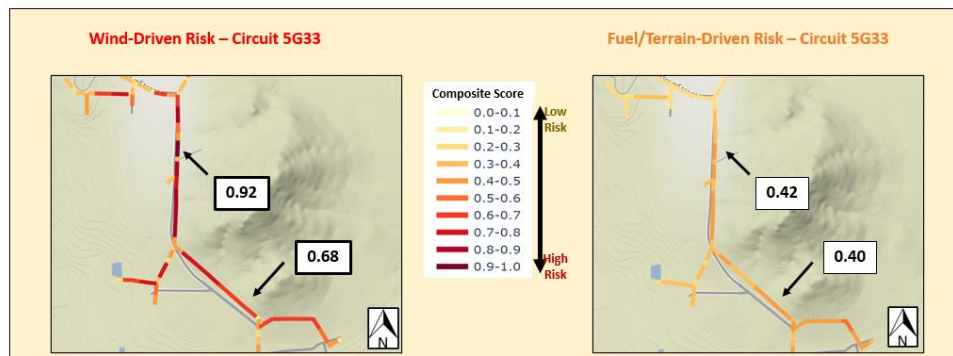 Wind-Driven Risk – Circuit 5G33
Fuel/Terrain-Driven Risk – Circuit 5G33
0.92
0.68
N
Composite Score
0.0-0.1
0.1-0.2
0.2-0.3
0.3-0.4
0.4-0.5
0.5-0.6
0.6-0.7
0.7-0.8
0.8-0.9
0.9-1.0
Low
Risk
High
Risk
0.42
0.40
N